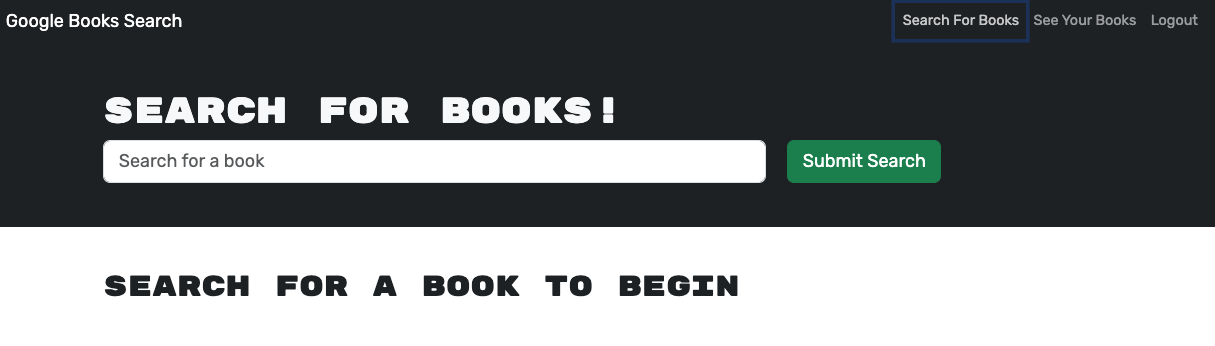 Google Books Search
Search For Books See Your Books Logout
SEARCH FOR BOOKS!
Search for a book
Submit Search
SEARCH FOR A BOOK TO BEGIN